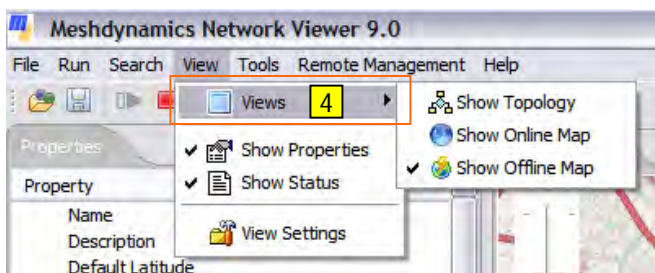 Meshdynamics Network Viewer 9.0
File Run Search View Tools Remote Management Help
Views 4
Show Topology
Show Online Map
Show Offline Map
Properties
Show Properties
Show Status
View Settings
Property
Name
Description
Default Latitude